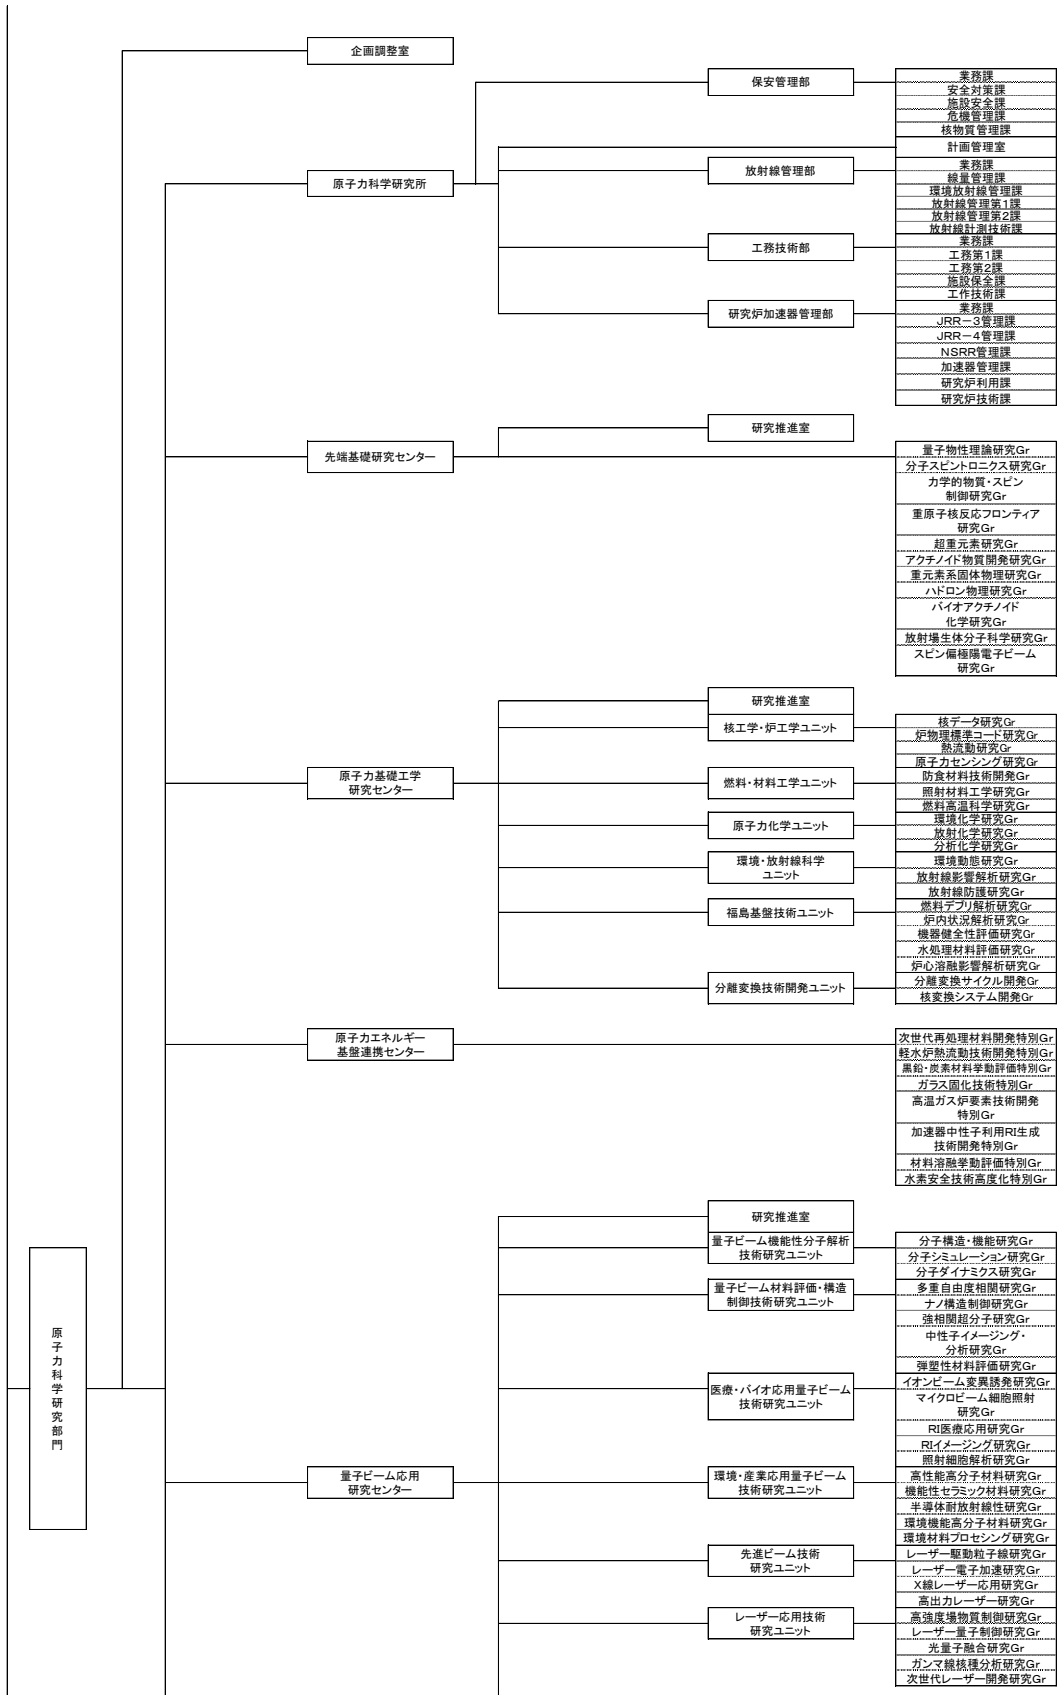 企画調整室
保安管理部
業務課
安全対策課
施設安全課
危機管理課
核物質管理課
計画管理室
原子力科学研究所
放射線管理部
業務課
線量管理課
環境放射線管理課
放射線管理第1課
放射線管理第2課
放射線計測技術課
工務技術部
業務課
工務第1課
工務第2課
施設保全課
工作技術課
研究炉加速器管理部
業務課
JRR－3管理課
JRR－4管理課
NSRR管理課
加速器管理課
研究炉利用課
研究炉技術課
先端基礎研究センター
研究推進室
量子物性理論研究Gr
分子スピントロニクス研究Gr
力学的物質・スピン
制御研究Gr
重原子核反応フロンティア
研究Gr
超重元素研究Gr
アクチノイド物質開発研究Gr
重元素系固体物理研究Gr
ハドロン物理研究Gr
バイオアクチノイド
化学研究Gr
放射場生体分子科学研究Gr
スピン偏極陽電子ビーム
研究Gr
原子力基礎工学
研究センター
研究推進室
核工学・炉工学ユニット
核データ研究Gr
炉物理標準コード研究Gr
熱流動研究Gr
原子力センシング研究Gr
燃料・材料工学ユニット
防食材料技術開発Gr
照射材料工学研究Gr
燃料高温科学研究Gr
原子力化学ユニット
環境化学研究Gr
放射化学研究Gr
分析化学研究Gr
環境・放射線科学
ユニット
環境動態研究Gr
放射線影響解析研究Gr
放射線防護研究Gr
福島基盤技術ユニット
燃料デブリ解析研究Gr
炉内状況解析研究Gr
機器健全性評価研究Gr
水処理材料評価研究Gr
炉心溶融影響解析研究Gr
分離変換技術開発ユニット
分離変換サイクル開発Gr
核変換システム開発Gr
原子力エネルギー
基盤連携センター
次世代再処理材料開発特別Gr
軽水炉熱流動技術開発特別Gr
黒鉛・炭素材料挙動評価特別Gr
ガラス固化技術特別Gr
高温ガス炉要素技術開発
特別Gr
加速器中性子利用RI生成
技術開発特別Gr
材料溶融挙動評価特別Gr
水素安全技術高度化特別Gr
原子力科学研究部門
量子ビーム応用
研究センター
研究推進室
量子ビーム機能性分子解析
技術研究ユニット
分子構造・機能研究Gr
分子シミュレーション研究Gr
分子ダイナミクス研究Gr
量子ビーム材料評価・構造
制御技術研究ユニット
多重自由度相関研究Gr
ナノ構造制御研究Gr
強相関超分子研究Gr
中性子イメージング・
分析研究Gr
弾塑性材料評価研究Gr
医療・バイオ応用量子ビーム
技術研究ユニット
イオンビーム変異誘発研究Gr
マイクロビーム細胞照射
研究Gr
RI医療応用研究Gr
RIイメージング研究Gr
照射細胞解析研究Gr
環境・産業応用量子ビーム
技術研究ユニット
高性能高分子材料研究Gr
機能性セラミック材料研究Gr
半導体耐放射線性研究Gr
環境機能高分子材料研究Gr
環境材料プロセシング研究Gr
先進ビーム技術
研究ユニット
レーザー駆動粒子線研究Gr
レーザー電子加速研究Gr
X線レーザー応用研究Gr
高出力レーザー研究Gr
レーザー応用技術
研究ユニット
高強度場物質制御研究Gr
レーザー量子制御研究Gr
光量子融合研究Gr
ガンマ線核種分析研究Gr
次世代レーザー開発研究Gr